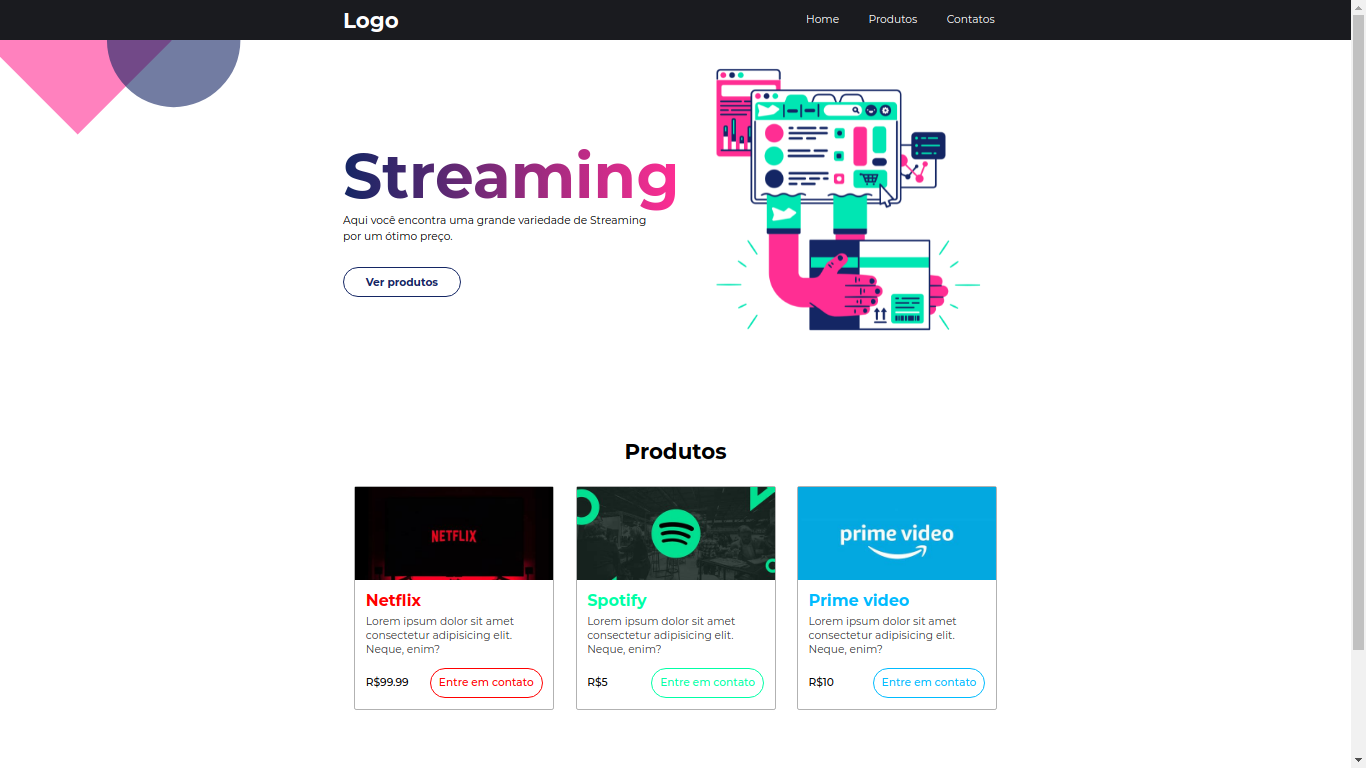 Logo
Home Produtos Contatos
Streaming
Aqui você encontra uma grande variedade de Streaming
por um ótimo preço.
Ver produtos
Produtos
NETFLIX
prime video
Netflix
Lorem ipsum dolor sit amet
consectetur adipisicing elit.
Neque, enim?
R$99.99 Entre em contato
Spotify
Lorem ipsum dolor sit amet
consectetur adipisicing elit.
Neque, enim?
R$5 Entre em contato
Prime video
Lorem ipsum dolor sit amet
consectetur adipisicing elit.
Neque, enim?
R$10 Entre em contato